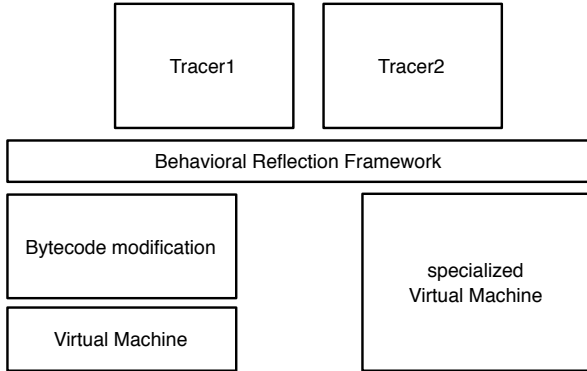 Tracer1
Tracer2
Behavioral Reflection Framework
Bytecode modification
Virtual Machine
specialized
Virtual Machine